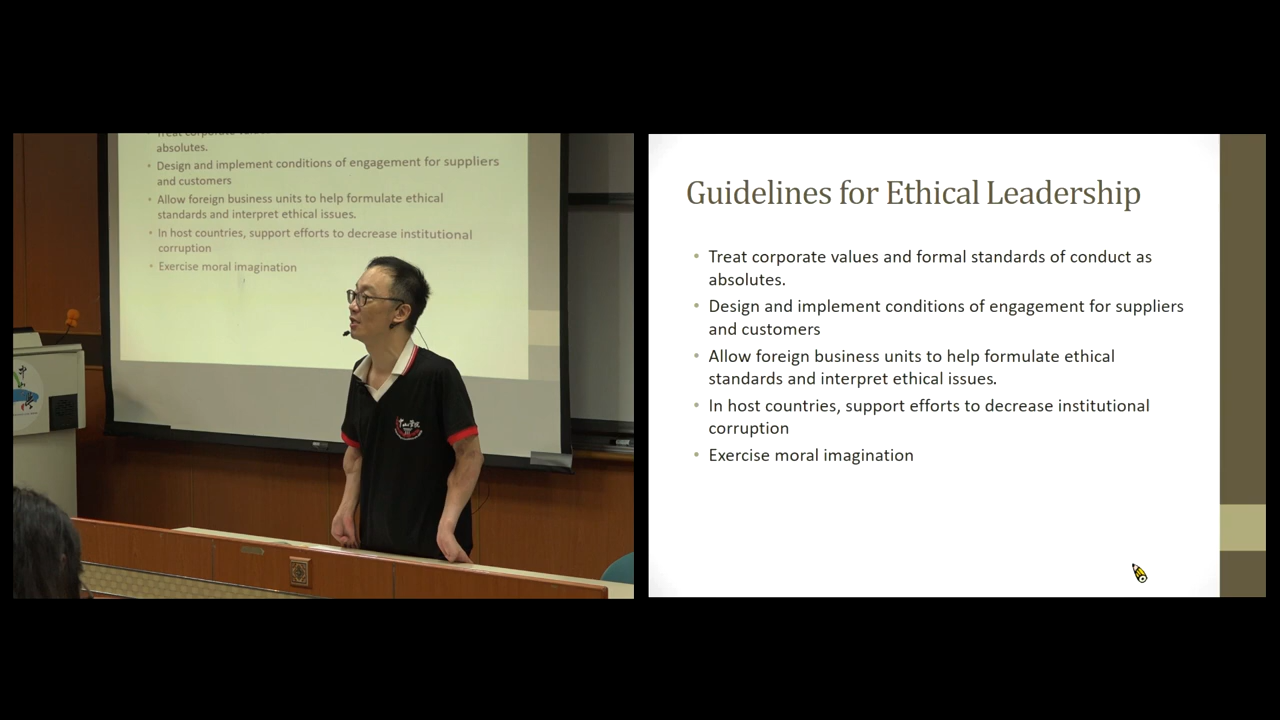 Treat corporate
absolutes.
Design and implement conditions of engagement for suppliers
and customers
Allow foreign business units to help formulate ethical
standards and interpret ethical issues.
In host countries, support efforts to decrease institutional
corruption
Exercise moral imagination
Guidelines for Ethical Leadership
Treat corporate values and formal standards of conduct as
absolutes.
Design and implement conditions of engagement for suppliers
and customers
Allow foreign business units to help formulate ethical
standards and interpret ethical issues.
In host countries, support efforts to decrease institutional
corruption
Exercise moral imagination